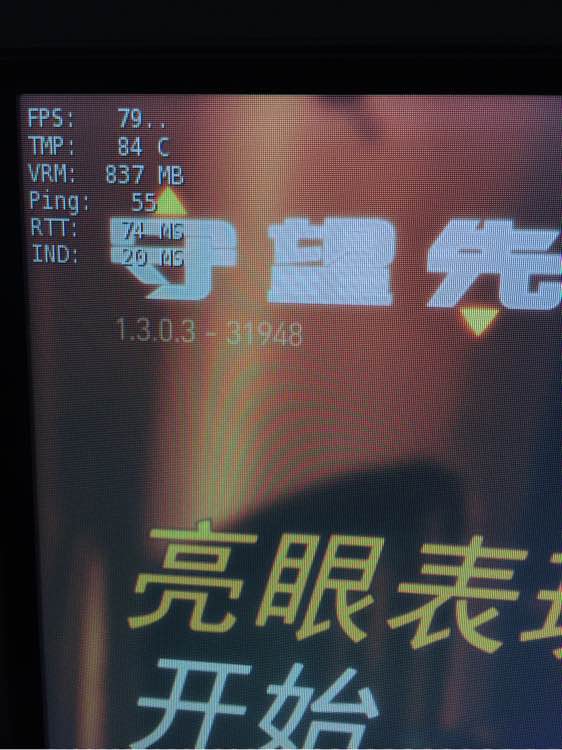 FPS: 79..
TMP: 84 C
VRM: 837 MB
Ping: 55
RTT: 74 MS
IND: 20 MS
守望先
1.3.0.3 - 31948
亮眼表现
开始